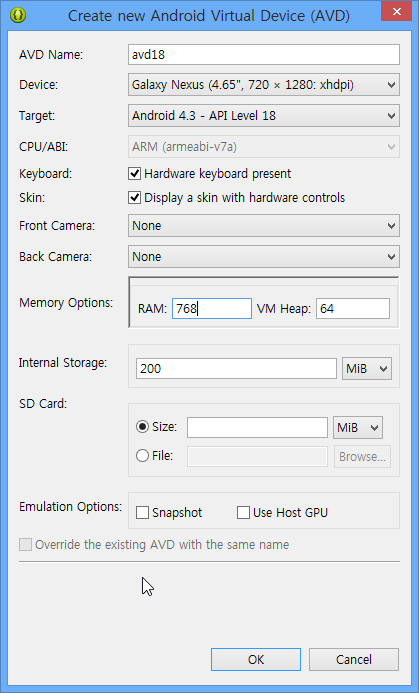 Create new Android Virtual Device (AVD)
AVD Name: avd18
Device: Galaxy Nexus (4.65", 720 × 1280: xhdpi)
Target: Android 4.3 - API Level 18
CPU/ABI: ARM (armeabi-v7a)
Keyboard: Hardware keyboard present
Skin: Display a skin with hardware controls
Front Camera: None
Back Camera: None
Memory Options: RAM: 768 VM Heap: 64
Internal Storage: 200 MiB
SD Card:
Size: MiB
File: Browse...
Emulation Options: Snapshot Use Host GPU
Override the existing AVD with the same name
OK Cancel